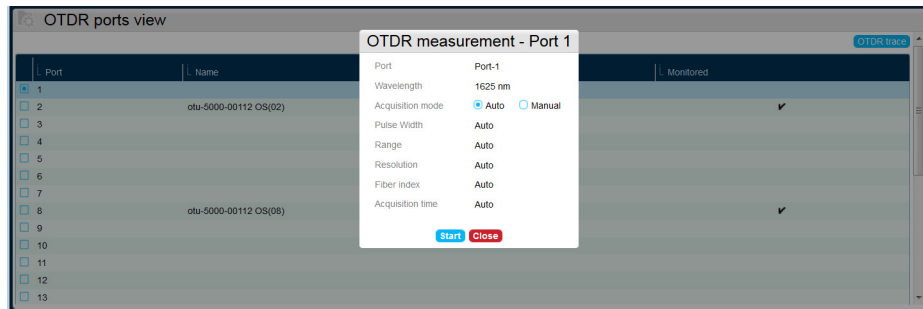 OTDR ports view
OTDR trace
Port Name Monitored
1
2 otu-5000-00112 OS(02) ✔
3
4
5
6
7
8 otu-5000-00112 OS(08) ✔
9
10
11
12
13
OTDR measurement - Port 1
Port Port-1
Wavelength 1625 nm
Acquisition mode Auto Manual
Pulse Width Auto
Range Auto
Resolution Auto
Fiber index Auto
Acquisition time Auto
Start Close